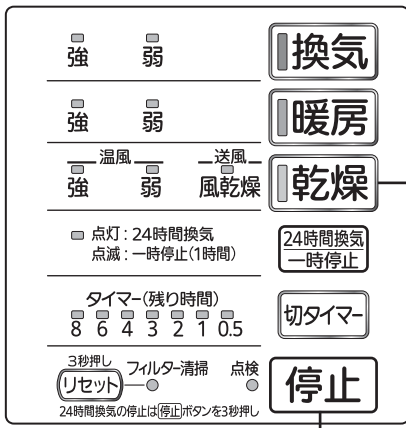 強 弱 換気
強 弱 暖房
温風 送風
強 弱 風乾燥 乾燥
点灯:24時間換気
点滅:一時停止(1時間)
24時間換気
一時停止
タイマー(残り時間)
8 6 4 3 2 1 0.5
切タイマー
3秒押し
リセット フィルター清掃 点検
停止
24時間換気の停止は停止ボタンを3秒押し